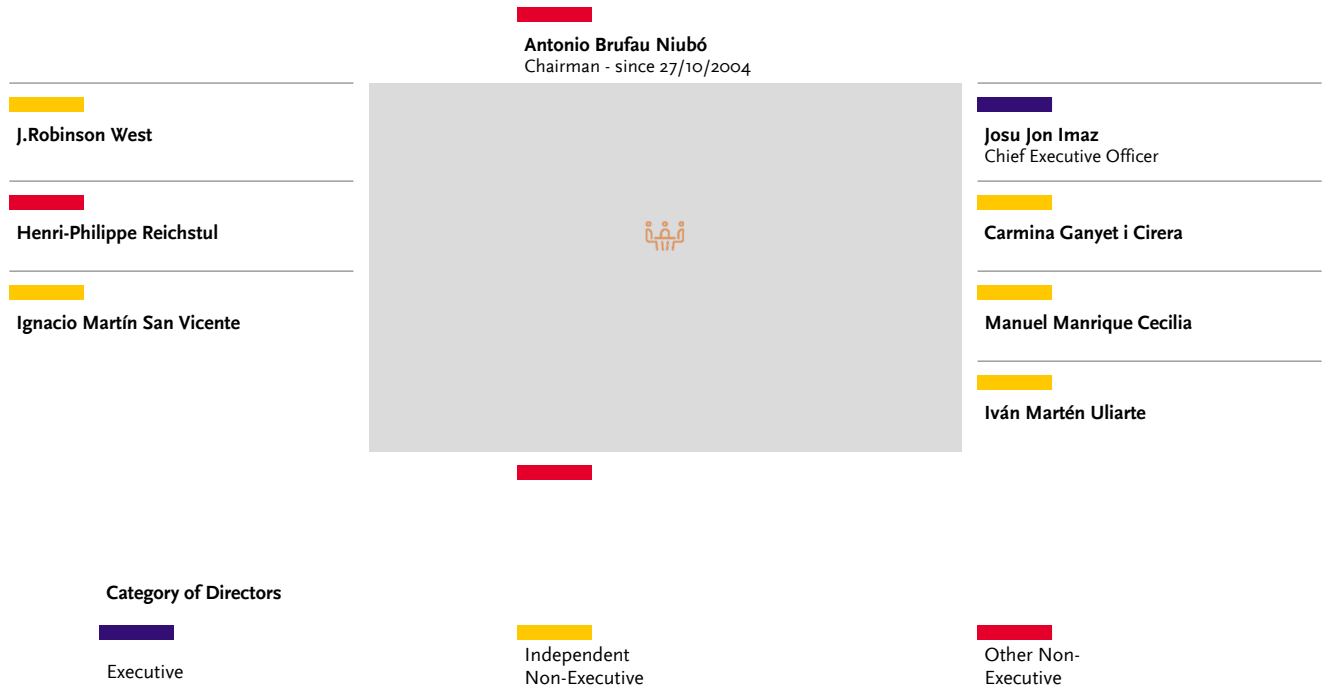 Antonio Brufau Niubó
Chairman - since 27/10/2004
J.Robinson West
Henri-Philippe Reichstul
Ignacio Martín San Vicente
Josu Jon Imaz
Chief Executive Officer
Carmina Ganyet i Cirera
Manuel Manrique Cecilia
Iván Martén Uliarte
Category of Directors
Executive
Independent
Non-Executive
Other Non-
Executive